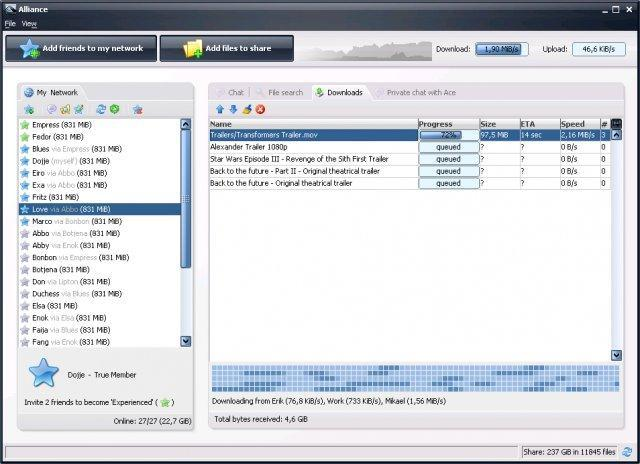 Alliance
File View
Add friends to my network
Add files to share
Download: 1,90 MiB/s
Upload: 46,6 KiB/s
My Network
Empress (831 MiB)
Fedor (831 MiB)
Blues via Empress (831 MiB)
Dojje (myself) (831 MiB)
Eiro via Abbo (831 MiB)
Exa via Abbo (831 MiB)
Fritz (831 MiB)
Love via Abbo (831 MiB)
Marco via Bonbon (831 MiB)
Abbo via Botjena (831 MiB)
Abby via Enok (831 MiB)
Bonbon via Empress (831 MiB)
Botjena (831 MiB)
Don via Lipton (831 MiB)
Duchess via Blues (831 MiB)
Elsa (831 MiB)
Enok via Elsa (831 MiB)
Faija via Blues (831 MiB)
Fang via Enok (831 MiB)
Dojje - True Member
Invite 2 friends to become 'Experienced' ( )
Online: 27/27 (22,7 GiB)
Chat File search Downloads Private chat with Ace
Name Progress Size ETA Speed #
Trailers/Transformers Trailer.mov 72% 97,5 MiB 14 sec 2,16 MiB/s 3
Alexander Trailer 1080p queued ? ? 0 B/s 0
Star Wars Episode III - Revenge of the Sith First Trailer queued ? ? 0 B/s 0
Back to the future - Part II - Original theatrical trailer queued ? ? 0 B/s 0
Back to the future - Original theatrical trailer queued ? ? 0 B/s 0
Downloading from Erik (76,8 KiB/s), Work (733 KiB/s), Mikael (1,56 MiB/s)
Total bytes received: 4,6 GiB
Share: 237 GiB in 11845 files